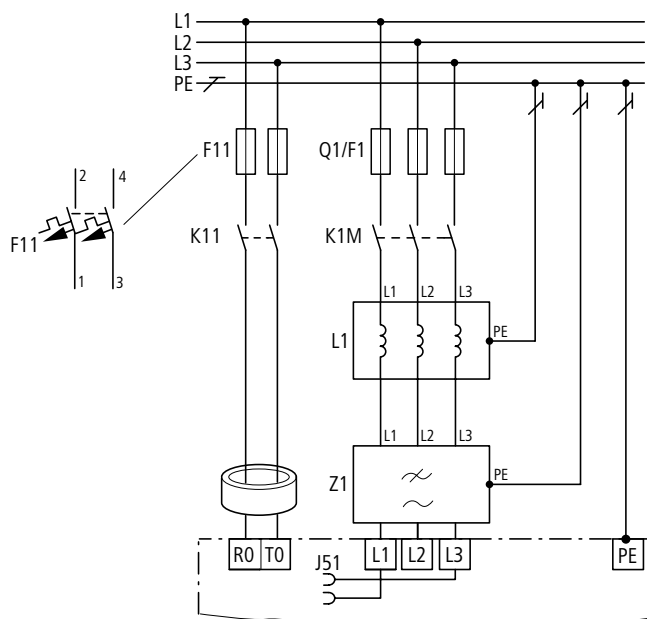 L1
L2
L3
PE
F11
Q1/F1
2 4
F11
1 3
K11
K1M
L1 L2 L3
L1
PE
L1 L2 L3
Z1
PE
R0 T0
J51
L1 L2 L3
PE